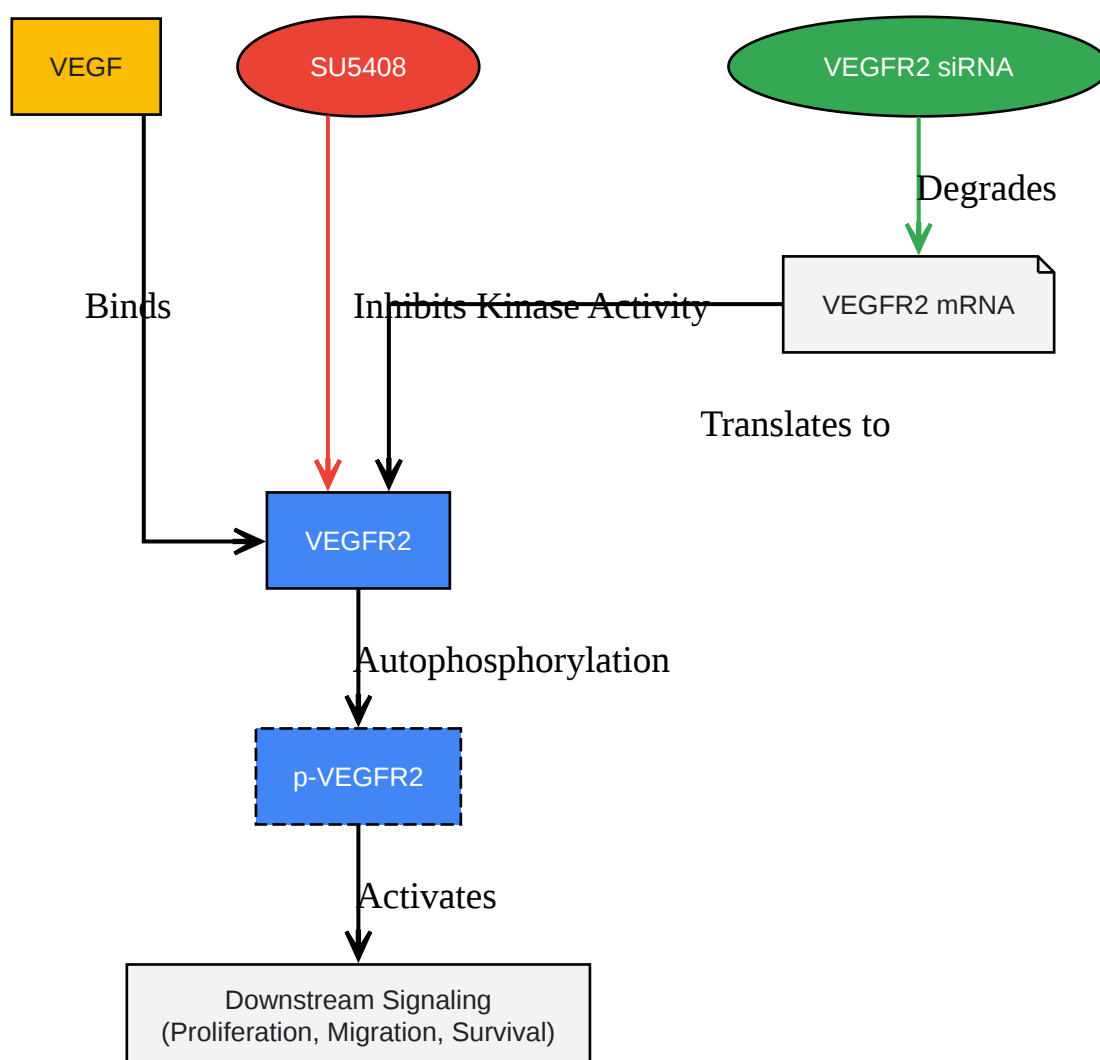 VEGF
SU5408
VEGFR2 siRNA
Degrades
Binds
Inhibits Kinase Activity
VEGFR2 mRNA
Translates to
VEGFR2
Autophosphorylation
p-VEGFR2
Activates
Downstream Signaling
(Proliferation, Migration, Survival)